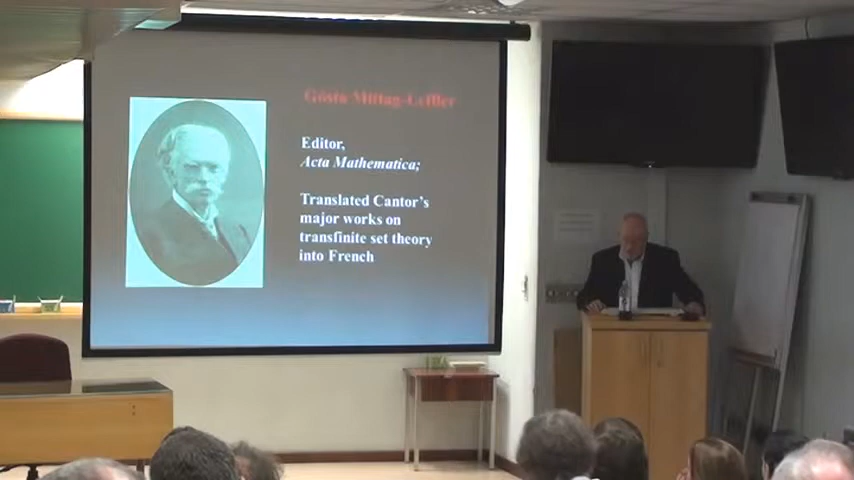 Gösta Mittag-Leffler
Editor,
Acta Mathematica;
Translated Cantor's
major works on
transfinite set theory
into French